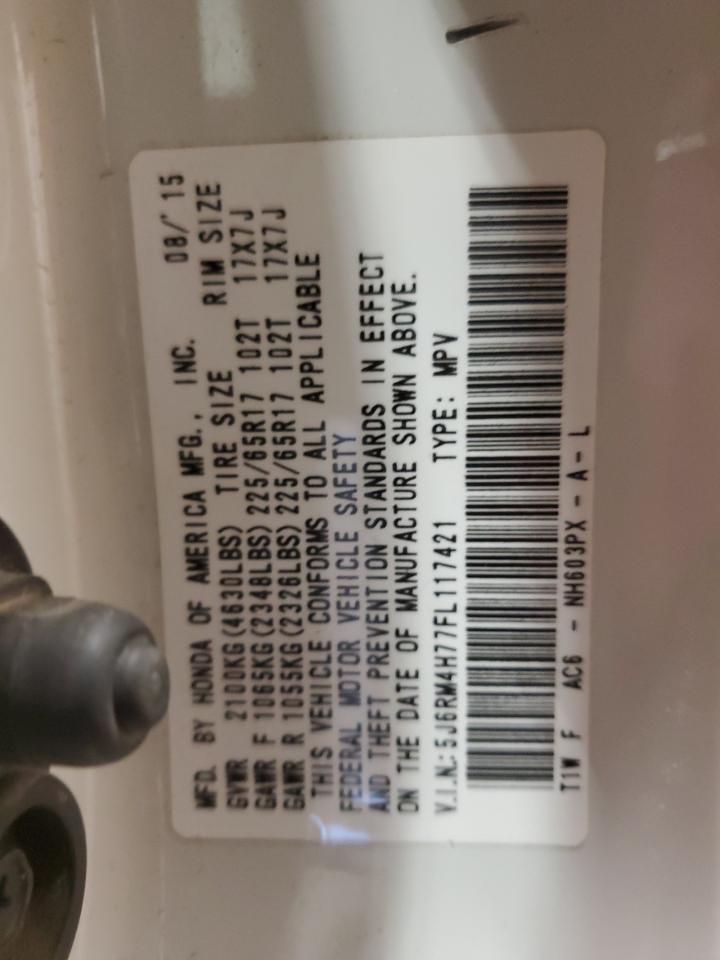 MFD. BY HONDA OF AMERICA MFG., INC. 08/'15
GVWR 2100KG(4630LBS) TIRE SIZE RIM SIZE
GAWR F 1065KG(2348LBS) 225/65R17 102T 17X7J
GAWR R 1055KG(2326LBS) 225/65R17 102T 17X7J
THIS VEHICLE CONFORMS TO ALL APPLICABLE
FEDERAL MOTOR VEHICLE SAFETY
AND THEFT PREVENTION STANDARDS IN EFFECT
ON THE DATE OF MANUFACTURE SHOWN ABOVE.
V.I.N.: 5J6RM4H77FL117421 TYPE: MPV
T1W F AC6 - NH603PX - A - L